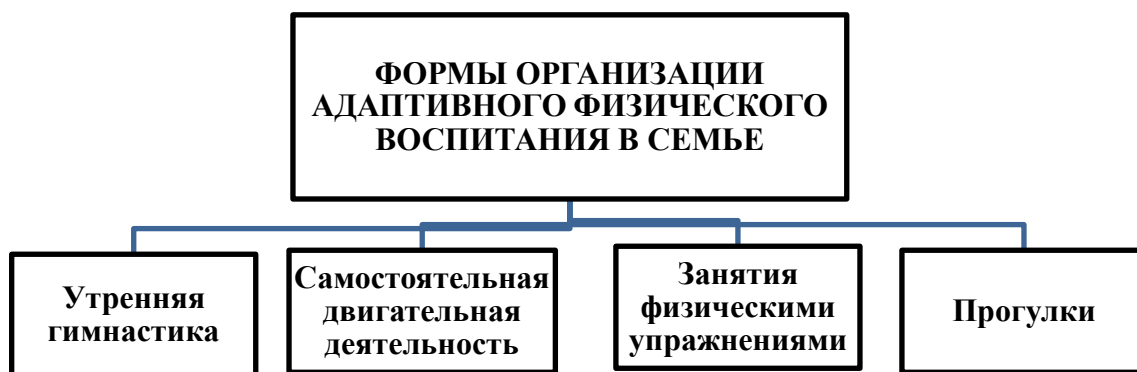 ФОРМЫ ОРГАНИЗАЦИИ
АДАПТИВНОГО ФИЗИЧЕСКОГО
ВОСПИТАНИЯ В СЕМЬЕ
Утренняя
гимнастика
Самостоятельная
двигательная
деятельность
Занятия
физическими
упражнениями
Прогулки